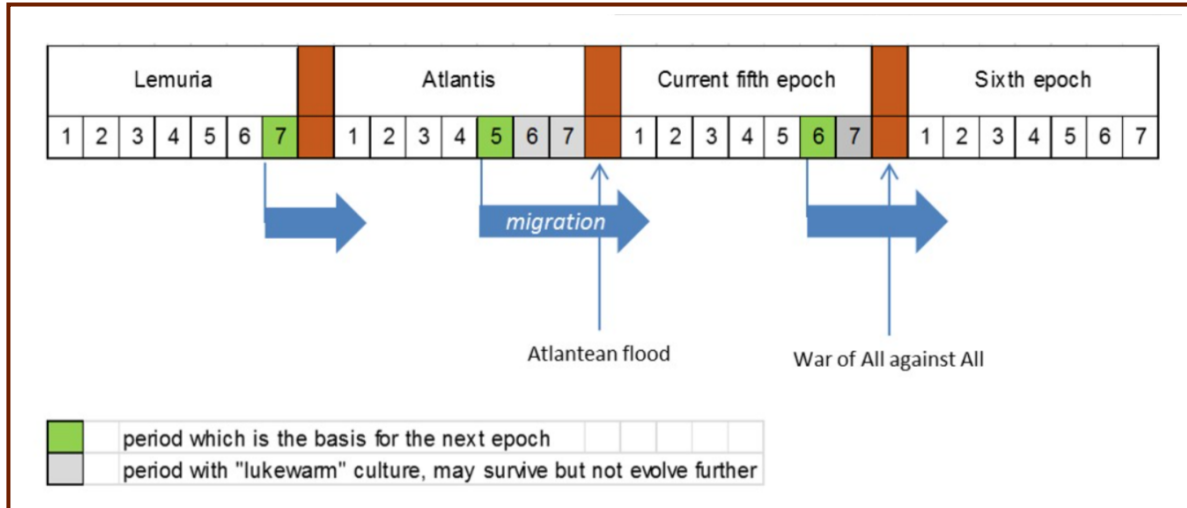 Lemuria Atlantis Current fifth epoch Sixth epoch
1 2 3 4 5 6 7 1 2 3 4 5 6 7 1 2 3 4 5 6 7 1 2 3 4 5 6 7
migration
Atlantean flood War of All against All
period which is the basis for the next epoch
period with "lukewarm" culture, may survive but not evolve further